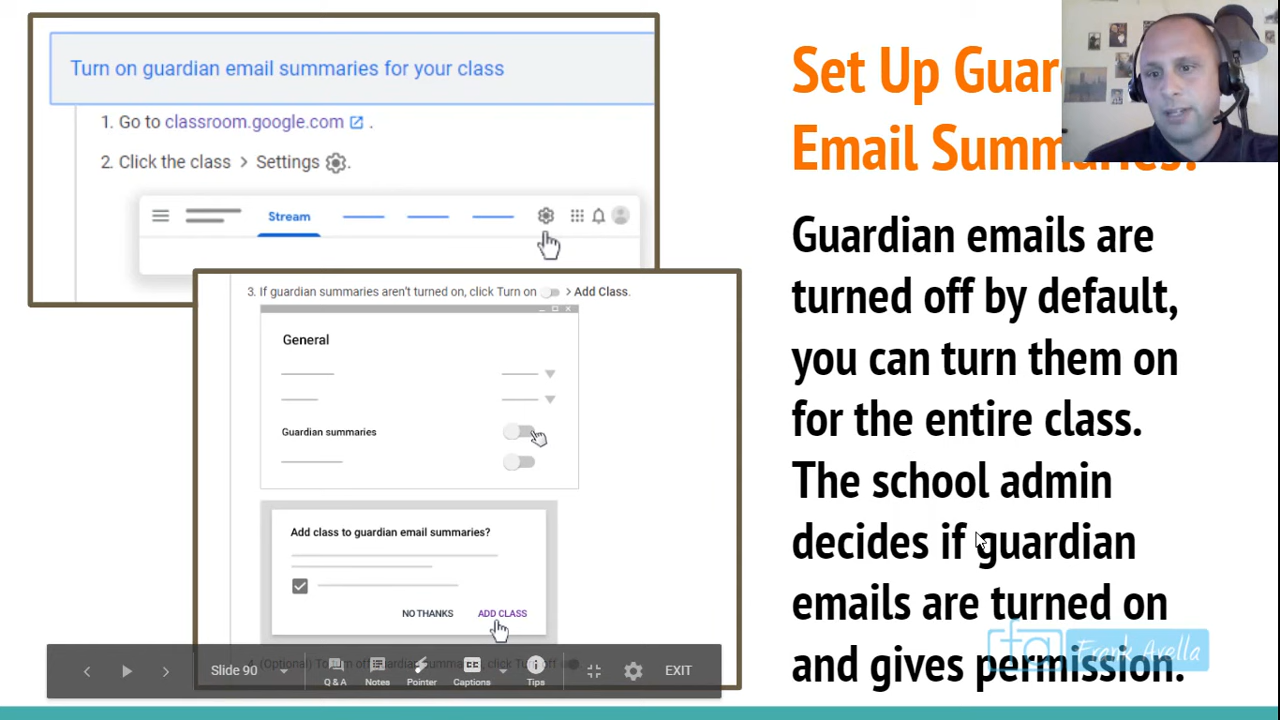 Turn on guardian email summaries for your class
1. Go to classroom.google.com .
2. Click the class > Settings .
Stream
3. If guardian summaries aren't turned on, click Turn on > Add Class.
General
Guardian summaries
Add class to guardian email summaries?
NO THANKS ADD CLASS
Slide 90
Q & A
Notes
Pointer
Captions
Tips
EXIT
Set Up
Email
Guardian emails are
turned off by default,
you can turn them on
for the entire class.
The school admin
decides if guardian
emails are turned on
and gives permission.
fa Frank Avella